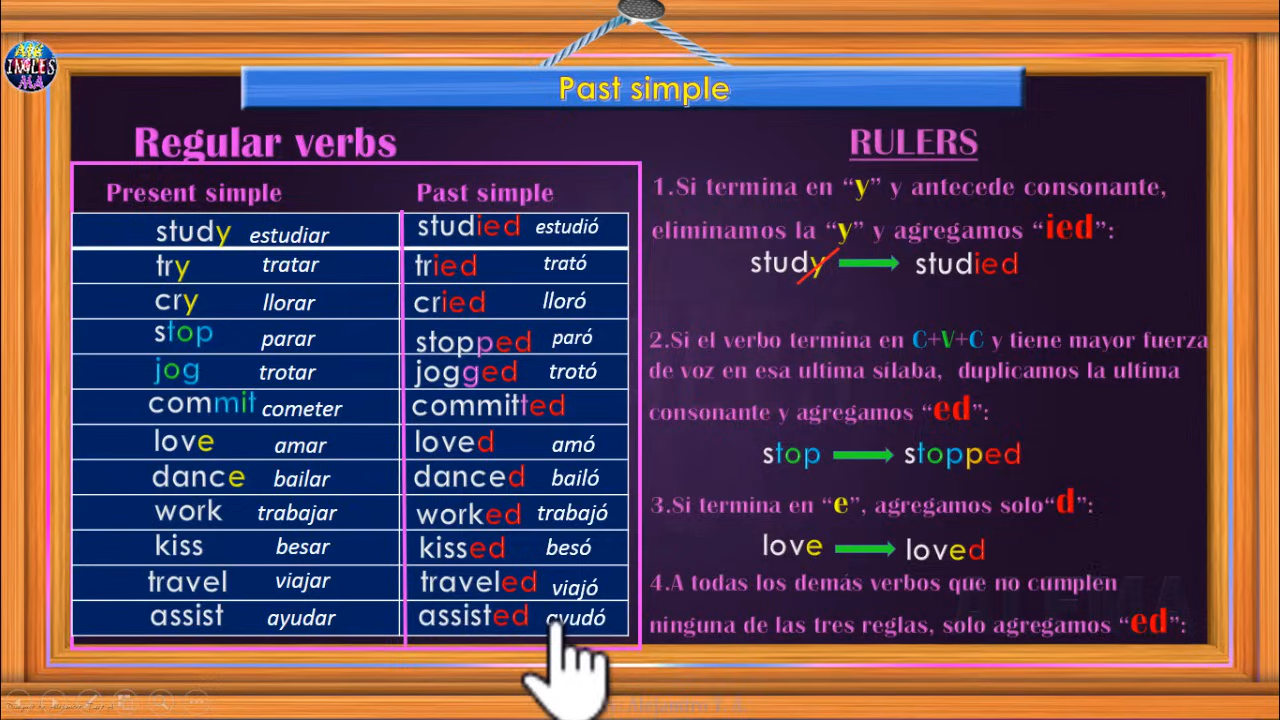 ABC
INGLES
MA
Past simple
Regular verbs
Present simple Past simple
study estudiar studied estudió
try tratar tried trató
cry llorar cried lloró
stop parar stopped paró
jog trotar jogged trotó
commit cometer committed
love amar loved amó
dance bailar danced bailó
work trabajar worked trabajó
kiss besar kissed besó
travel viajar traveled viajó
assist ayudar assisted ayudó
RULERS
1.Si termina en “y” y antecede consonante,
eliminamos la “y” y agregamos “ied”:
study studied
2.Si el verbo termina en C+V+C y tiene mayor fuerza
de voz en esa ultima sílaba, duplicamos la ultima
consonante y agregamos “ed”:
stop stopped
3.Si termina en “e”, agregamos solo“d”:
love loved
4.A todas los demás verbos que no cumplen
ninguna de las tres reglas, solo agregamos “ed”: